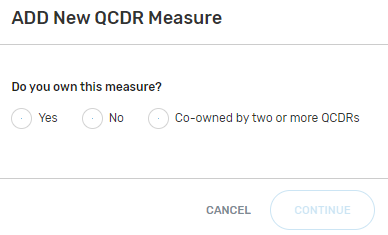 ADD New QCDR Measure
Do you own this measure?
Yes No Co-owned by two or more QCDRs
CANCEL CONTINUE